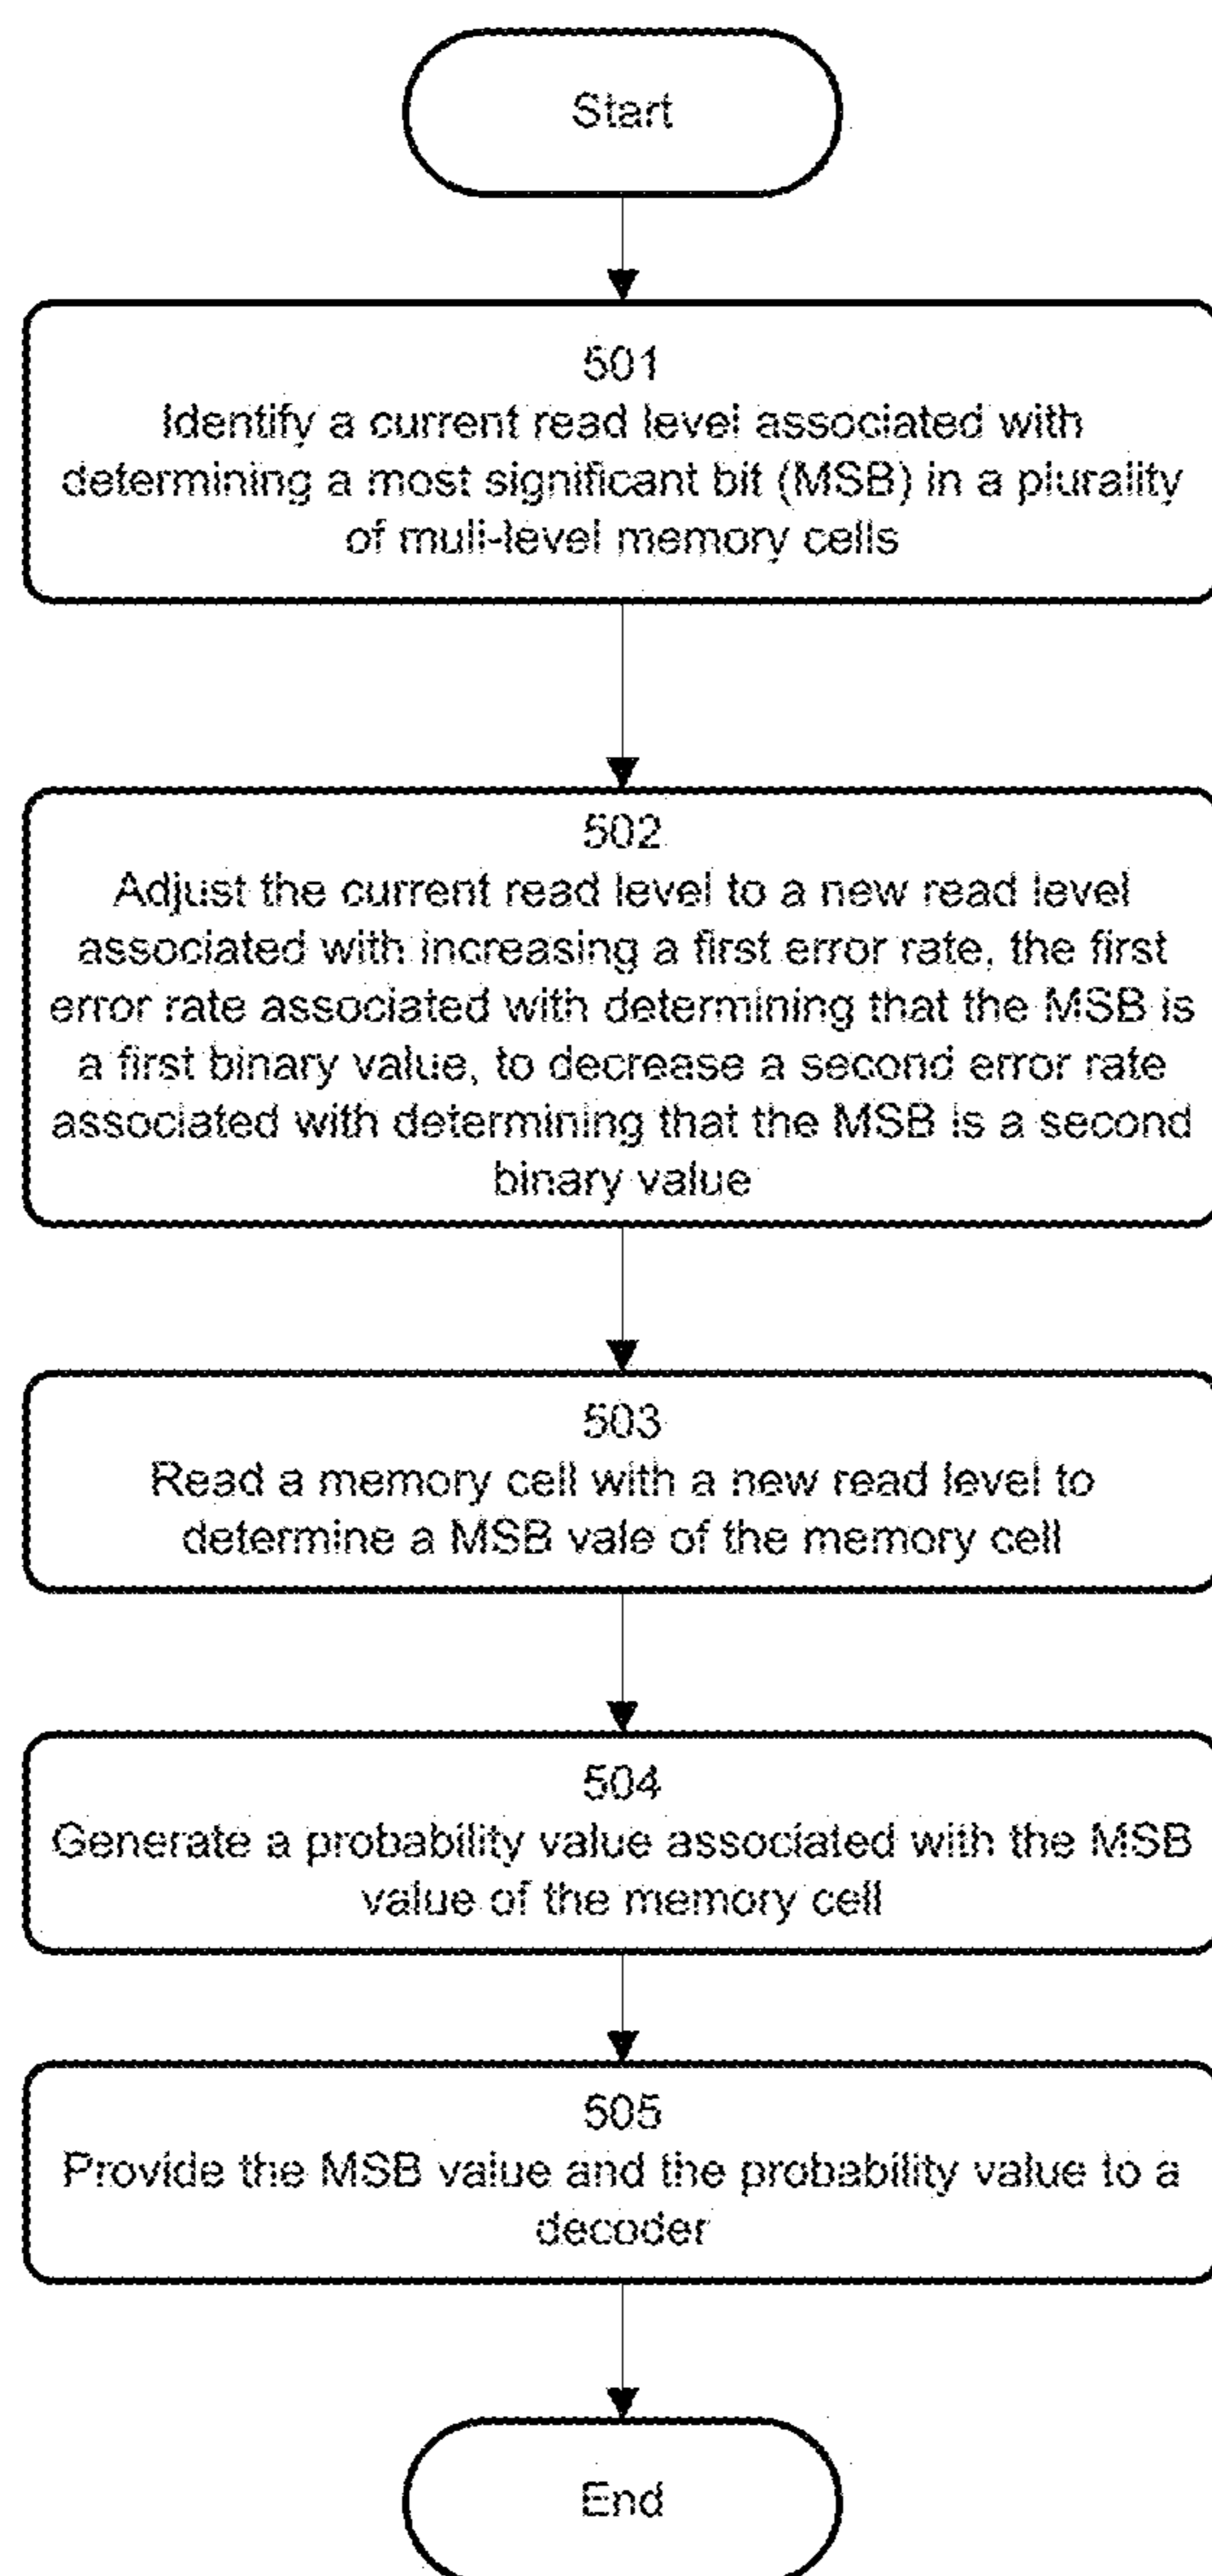 Start
501
Identify a current read level associated with
determining a most significant bit (MSB) in a plurality
of muli-level memory cells
502
Adjust the current read level to a new read level
associated with increasing a first error rate, the first
error rate associated with determining that the MSB is
a first binary value, to decrease a second error rate
associated with determining that the MSB is a second
binary value
503
Read a memory cell with a new read level to
determine a MSB vale of the memory cell
504
Generate a probability value associated with the MSB
value of the memory cell
505
Provide the MSB value and the probability value to a
decoder
End